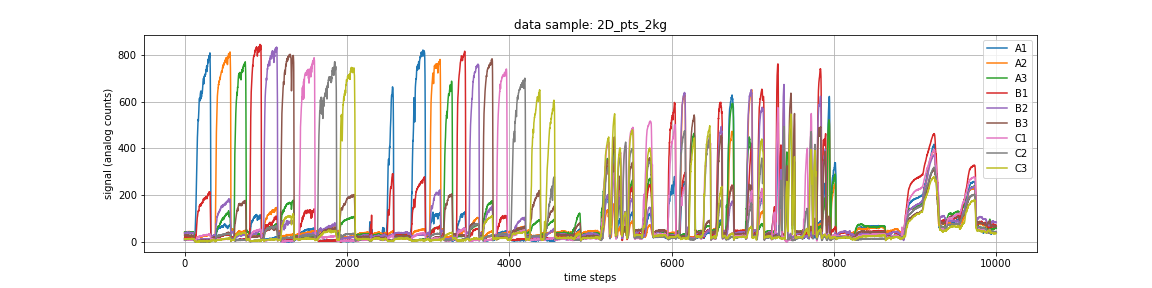 data sample: 2D_pts_2kg
signal (analog counts)
800
600
400
200
0
0
2000
4000
6000
8000
10000
time steps
A1
A2
A3
B1
B2
B3
C1
C2
C3